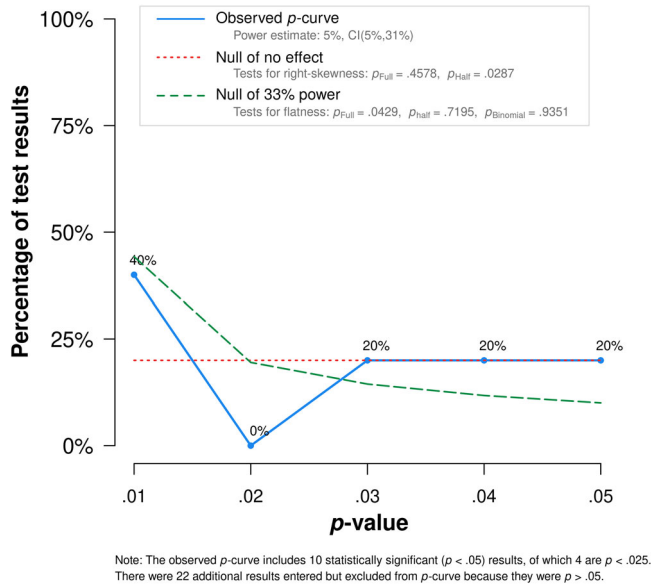 100%
Observed p-curve
Power estimate: 5%, CI(5%,31%)
Null of no effect
Tests for right-skewness: pFull = .4578, pHalf = .0287
Null of 33% power
Tests for flatness: pFull = .0429, phalf = .7195, pBinomial = .9351
75%
50%
25%
0%
Percentage of test results
40%
0%
20%
20%
20%
.01
.02
.03
.04
.05
p-value
Note: The observed p-curve includes 10 statistically significant (p < .05) results, of which 4 are p < .025.
There were 22 additional results entered but excluded from p-curve because they were p > .05.